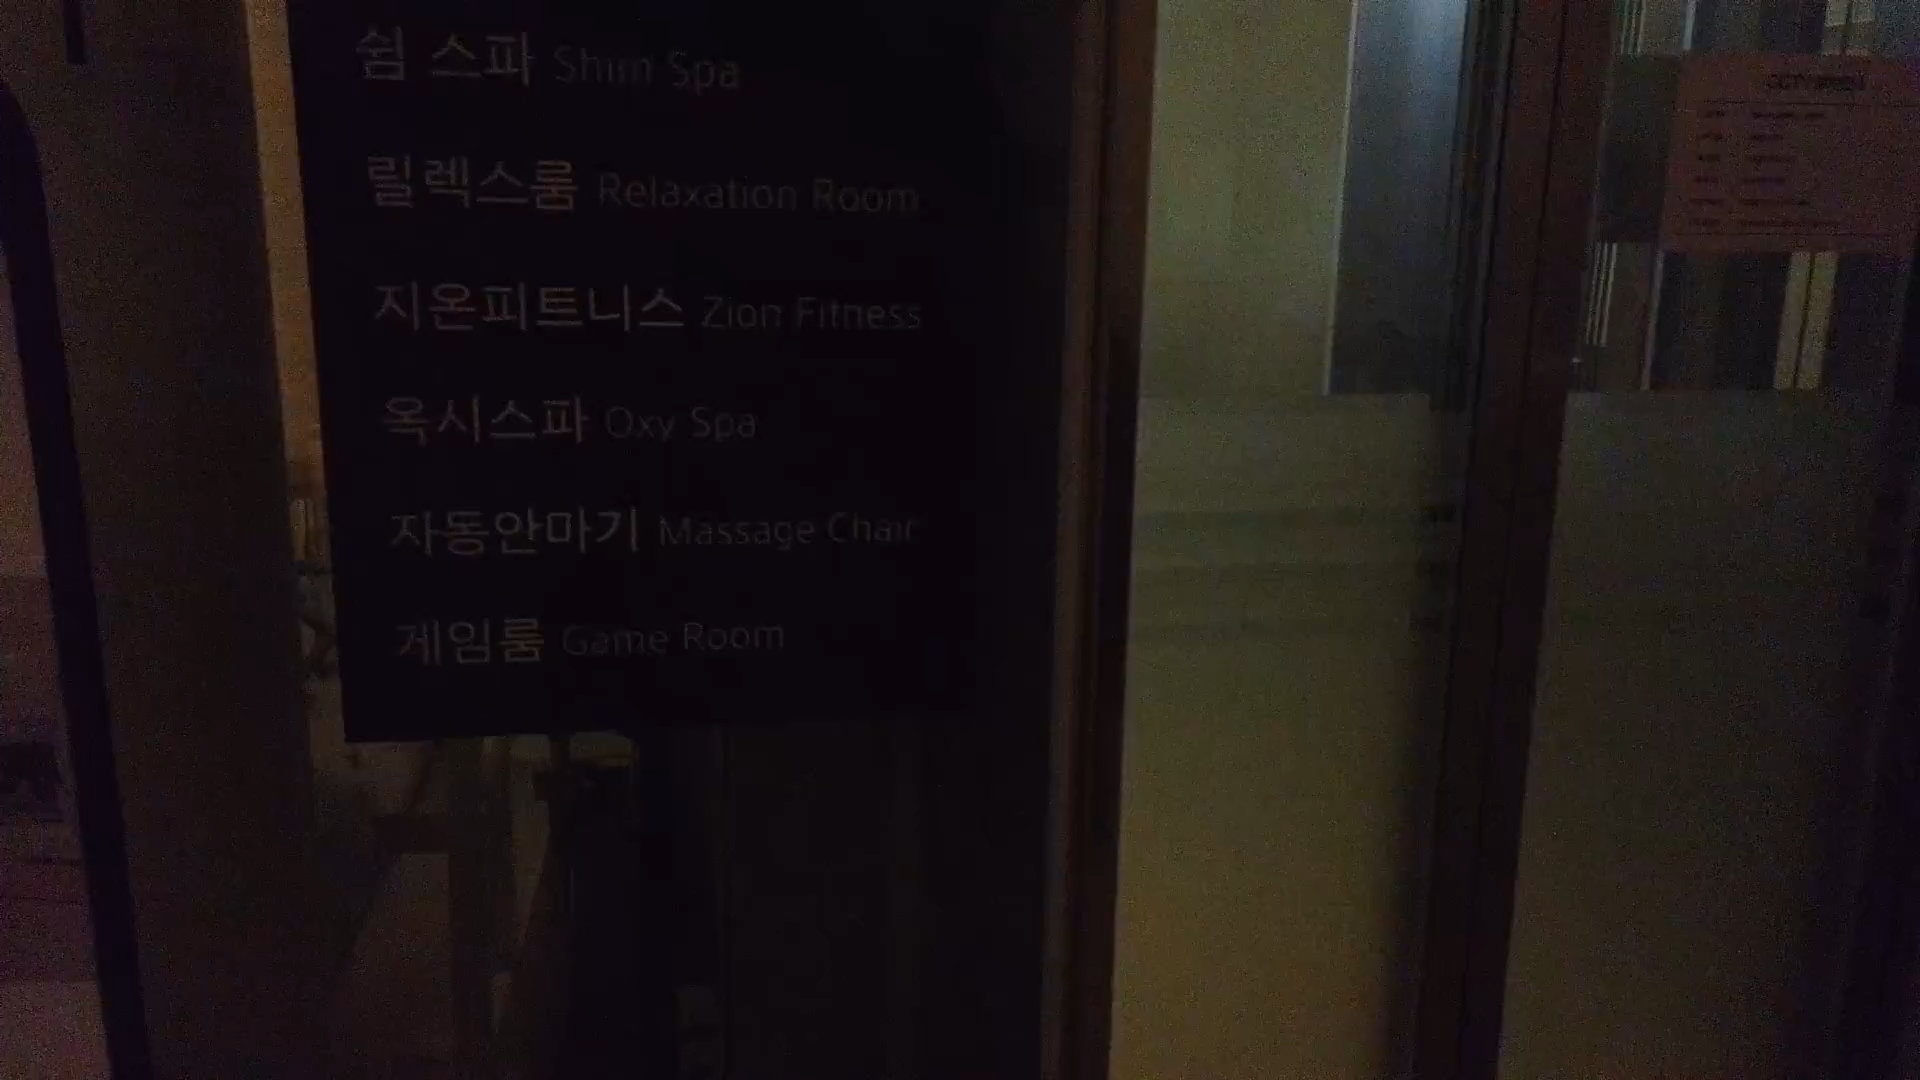 쉼 스파 Shim Spa
릴렉스룸 Relaxation Room
지온피트니스 Zion Fitness
옥시스파 Oxy Spa
자동안마기 Massage Chair
게임룸 Game Room